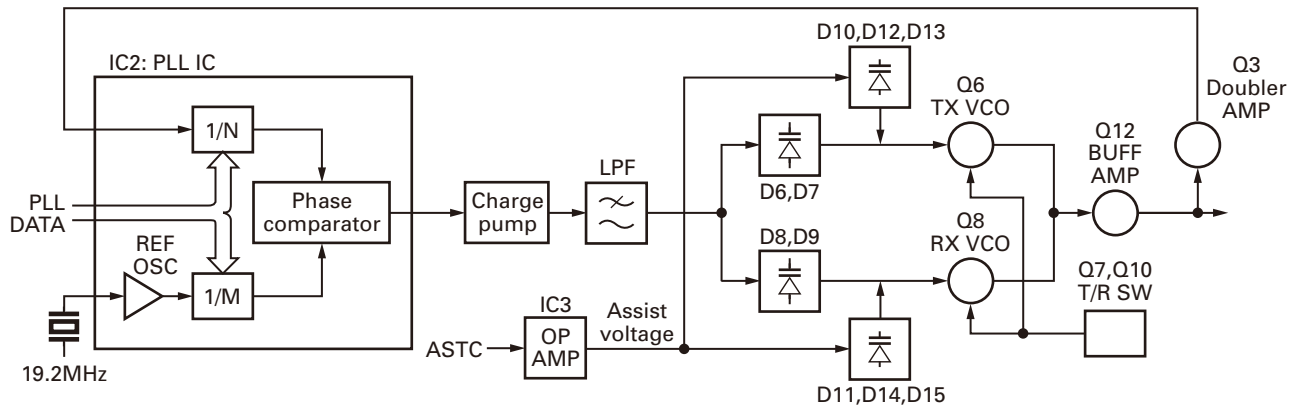 D10,D12,D13
IC2: PLL IC
Q3
Doubler
AMP
Q6
TX VCO
1/N
Q12
BUFF
AMP
LPF
D6,D7
PLL
DATA
Phase
comparator
Charge
pump
Q8
RX VCO
D8,D9
REF
OSC
1/M
Q7,Q10
T/R SW
IC3
OP
AMP
Assist
voltage
ASTC
19.2MHz
D11,D14,D15